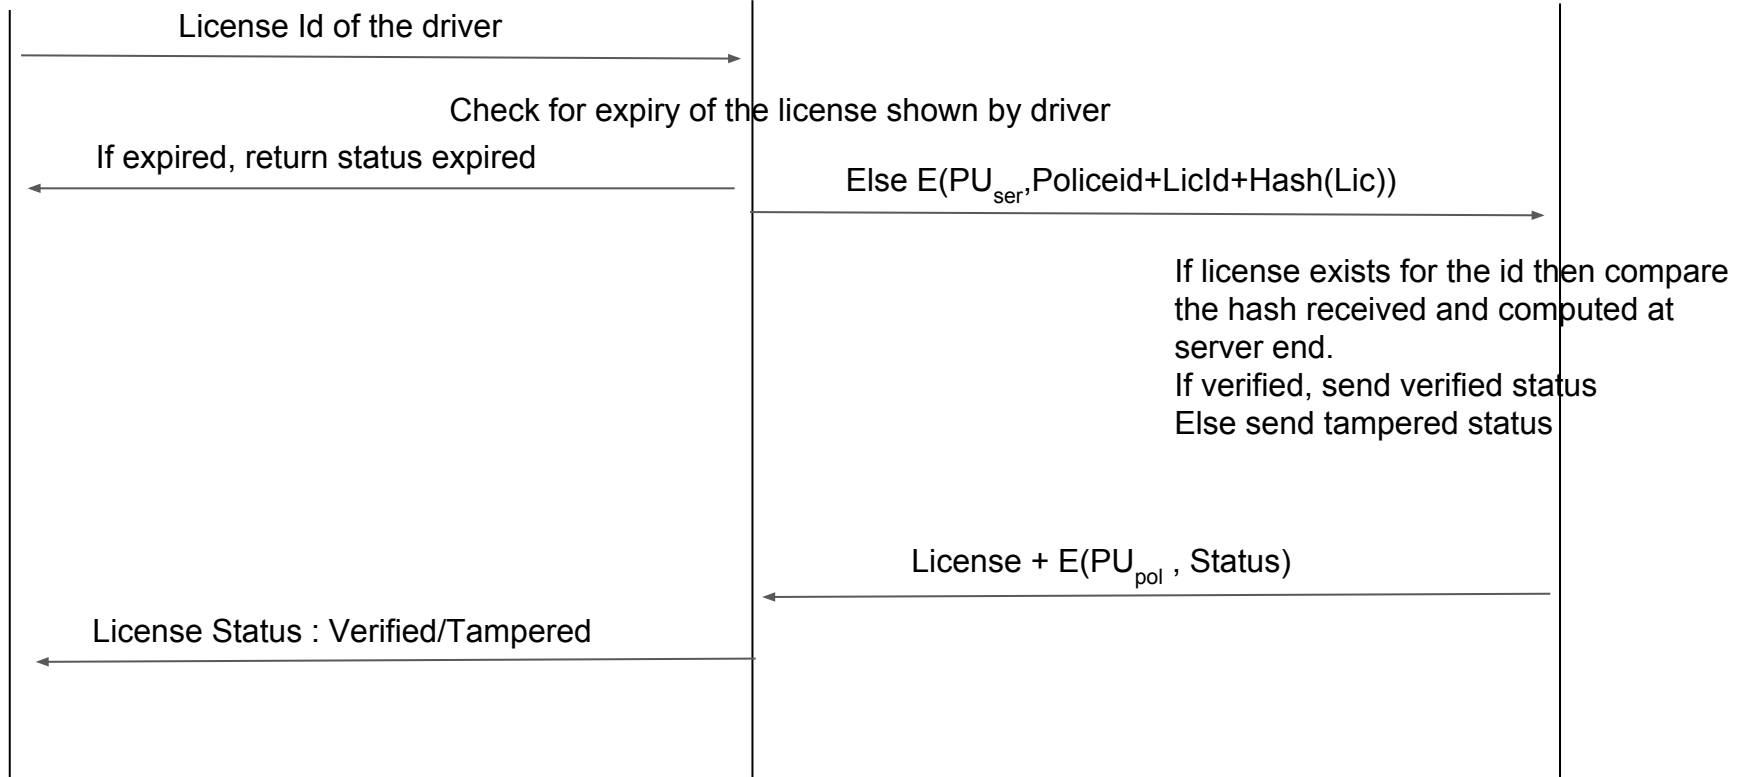 License Id of the driver
Check for expiry of the license shown by driver
If expired, return status expired
Else E(PUser,Policeid+LicId+Hash(Lic))
If license exists for the id then compare
the hash received and computed at
server end.
If verified, send verified status
Else send tampered status
License + E(PUpol , Status)
License Status : Verified/Tampered